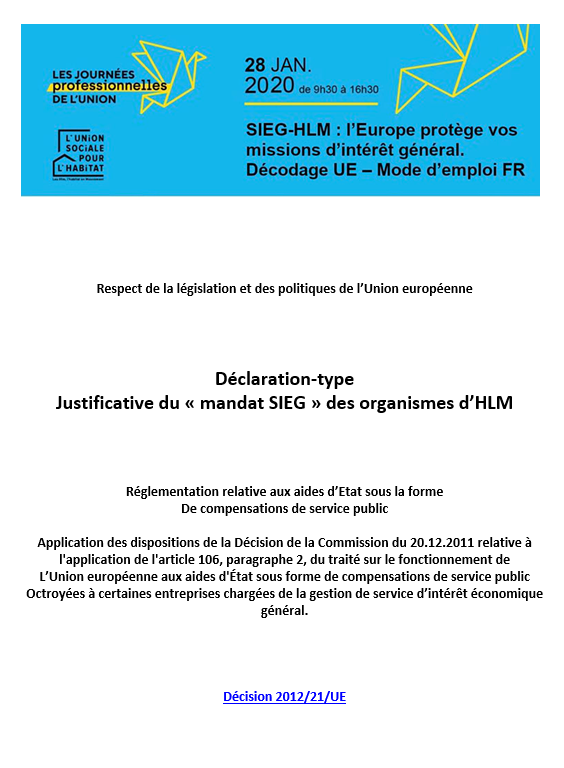 LES JOURNÉES
professionnelles
DE L'UNION
L'UNION
SOCIALE
POUR
L'HABITAT
28 JAN.
2020 de 9h30 à 16h30
SIEG-HLM : l'Europe protège vos
missions d'intérêt général.
Décodage UE – Mode d'emploi FR
Respect de la législation et des politiques de l'Union européenne
Déclaration-type
Justificative du « mandat SIEG » des organismes d'HLM
Réglementation relative aux aides d'Etat sous la forme
De compensations de service public
Application des dispositions de la Décision de la Commission du 20.12.2011 relative à
l'application de l'article 106, paragraphe 2, du traité sur le fonctionnement de
L'Union européenne aux aides d'État sous forme de compensations de service public
Octroyées à certaines entreprises chargées de la gestion de service d'intérêt économique
général.
Décision 2012/21/UE